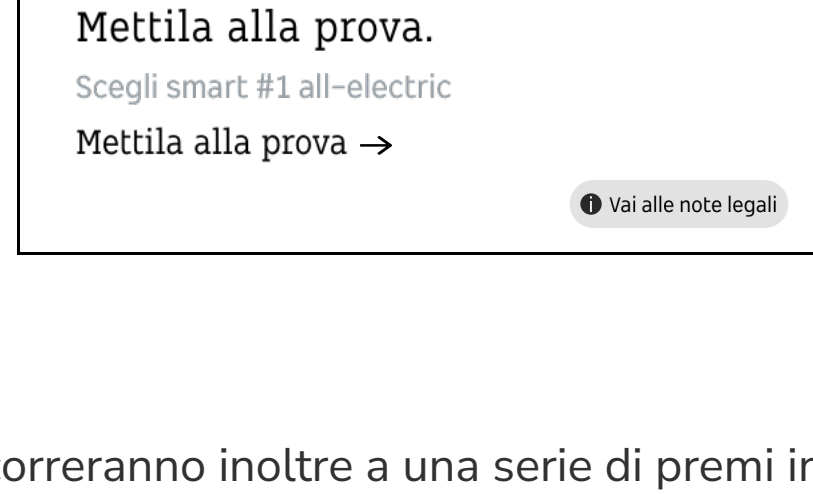 Mettila alla prova.
Scegli smart #1 all-electric
Mettila alla prova →
Vai alle note legali
correranno inoltre a una serie di premi